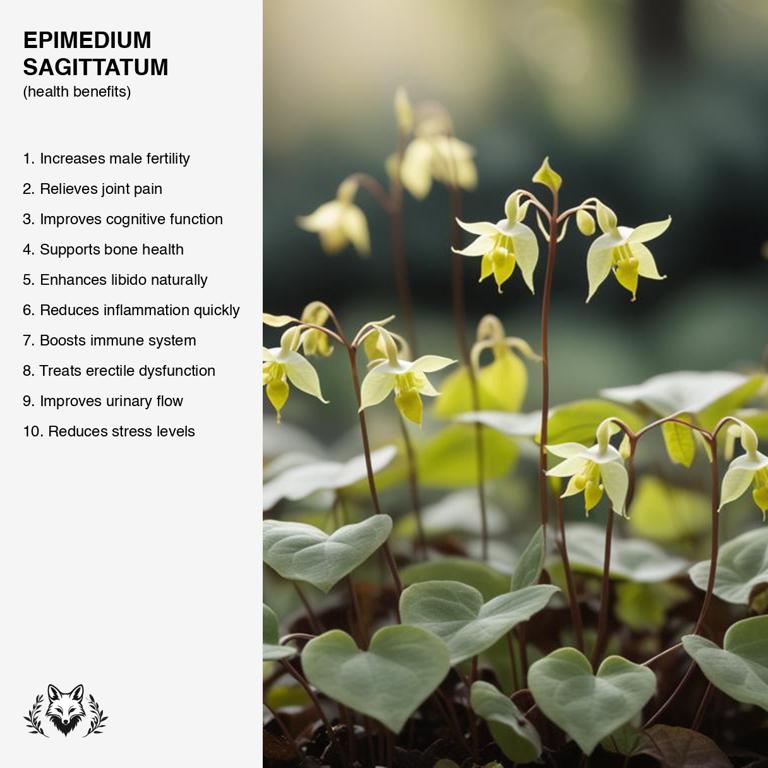 EPIMEDIUM
SAGITTATUM
(health benefits)
1. Increases male fertility
2. Relieves joint pain
3. Improves cognitive function
4. Supports bone health
5. Enhances libido naturally
6. Reduces inflammation quickly
7. Boosts immune system
8. Treats erectile dysfunction
9. Improves urinary flow
10. Reduces stress levels